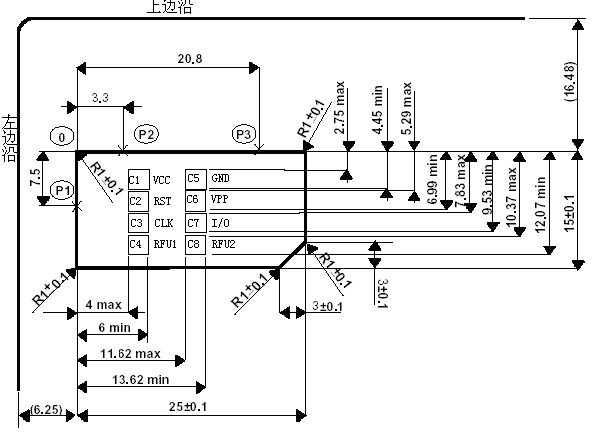 上边沿
左边沿
20.8
3.3
0
P2
P3
P1
7.5
R1±0.1
R1±0.1
2.75 max
4.45 min
5.29 max
(16.48)
6.99 min
7.83 max
9.53 min
10.37 max
12.07 min
15±0.1
C1 VCC C5 GND
C2 RST C6 VPP
C3 CLK C7 I/O
C4 RFU1 C8 RFU2
R1±0.1
R1±0.1
R1±0.1
3±0.1
3±0.1
4 max
6 min
11.62 max
13.62 min
(6.25)
25±0.1